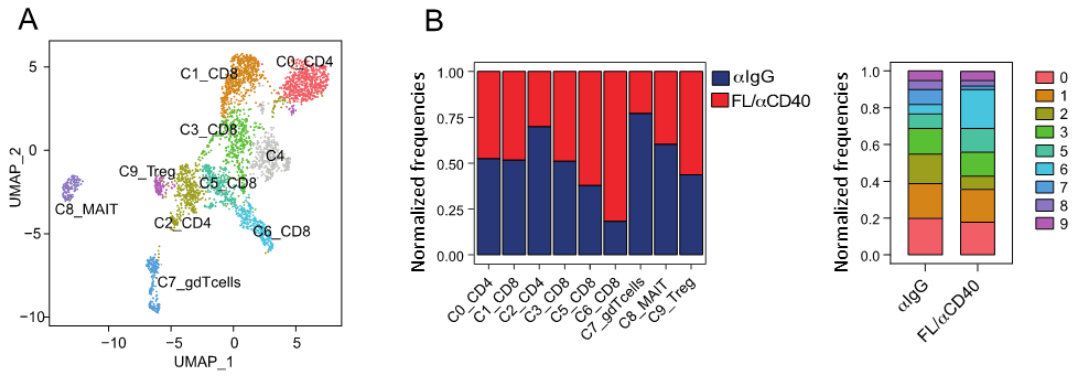 A
B
UMAP_2
5
0
−5
−10
C1_CD8
C0_CD4
C3_CD8
C4
C9_Treg
C5_CD8
C8_MAIT
C2_CD4
C6_CD8
C7_gdTcells
−10
−5
0
5
UMAP_1
Normalized frequencies
1.00
0.75
0.50
0.25
0.00
αIgG
FL/αCD40
C0_CD4
C1_CD8
C2_CD4
C3_CD8
C5_CD8
C6_CD8
C7_gdTcells
C8_MAIT
C9_Treg
Normalized frequencies
1.0
0.8
0.6
0.4
0.2
0.0
αIgG
FL/αCD40
0
1
2
3
5
6
7
8
9